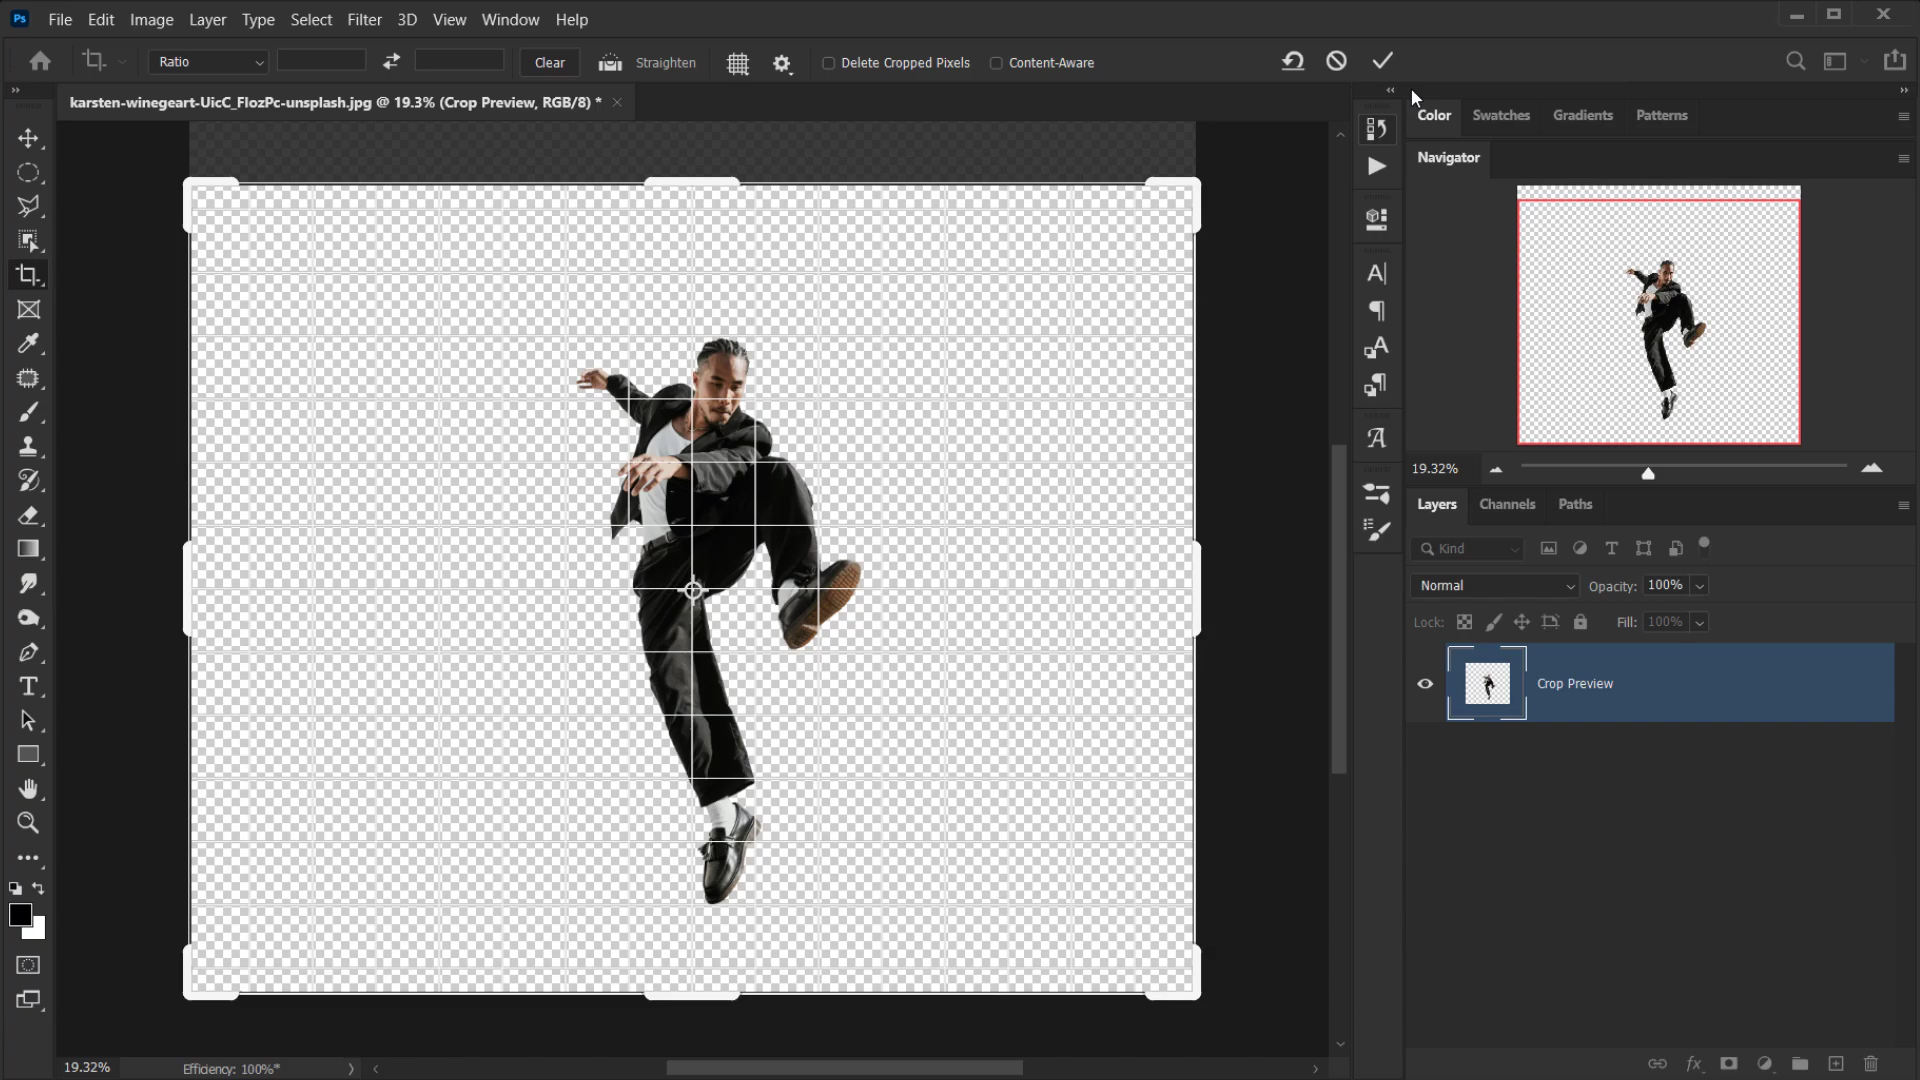 Ps File Edit Image Layer Type Select Filter 3D View Window Help
Ratio Clear Straighten Delete Cropped Pixels Content-Aware
karsten-winegeart-UicC_FlozPc-unsplash.jpg @ 19.3% (Crop Preview, RGB/8) *
Color Swatches Gradients Patterns
Navigator
19.32%
Layers Channels Paths
Kind
Normal Opacity: 100%
Lock: Fill: 100%
Crop Preview
19.32% Efficiency: 100%*